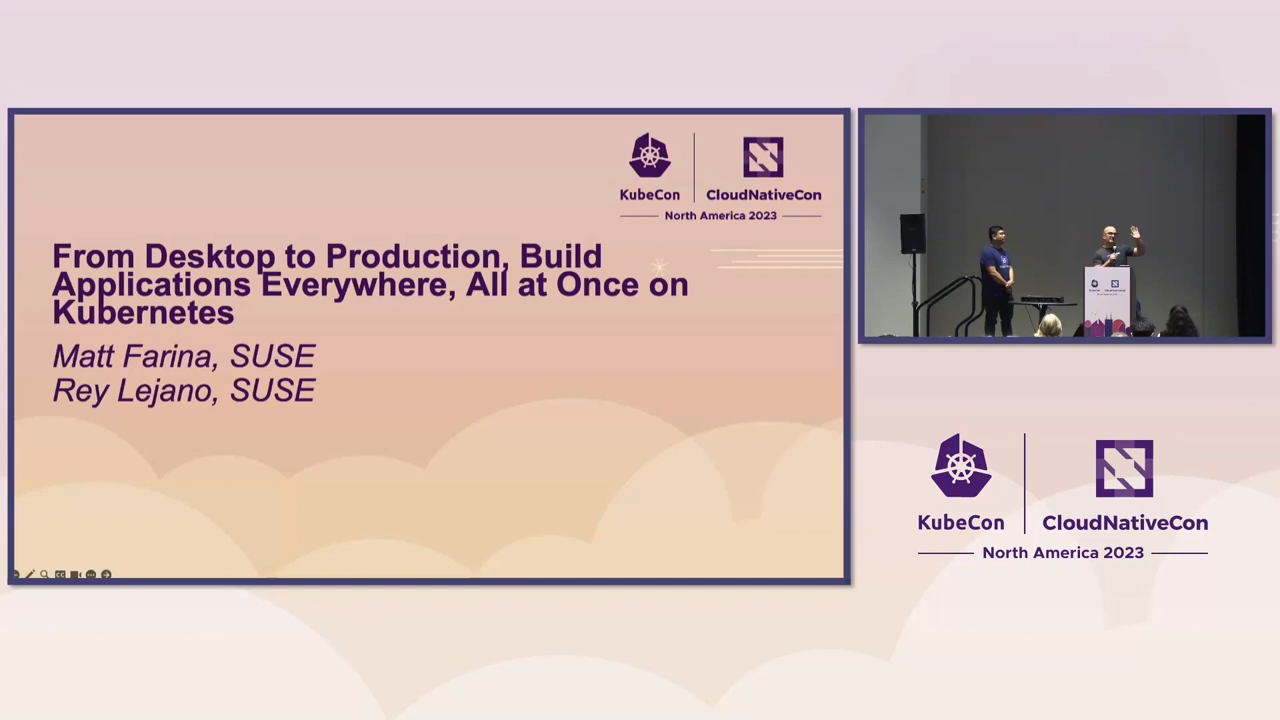 KubeCon
CloudNativeCon
North America 2023
From Desktop to Production, Build
Applications Everywhere, All at Once on
Kubernetes
Matt Farina, SUSE
Rey Lejano, SUSE
KubeCon
CloudNativeCon
North America 2023